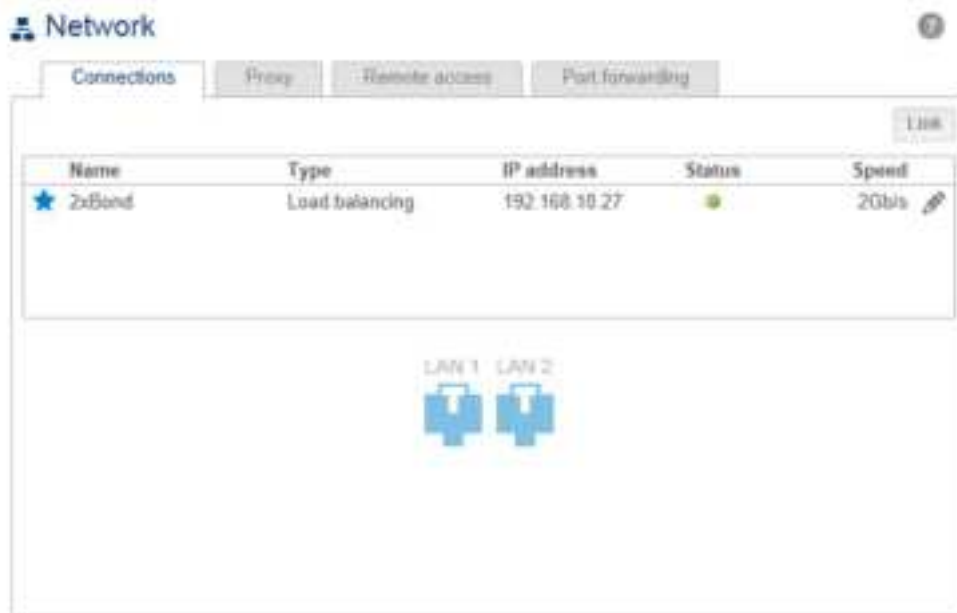 Network
Connections Proxy Remote access Port forwarding
Link
Name Type IP address Status Speed
2xBond Load balancing 192.168.10.27 2Gb/s
LAN 1 LAN 2